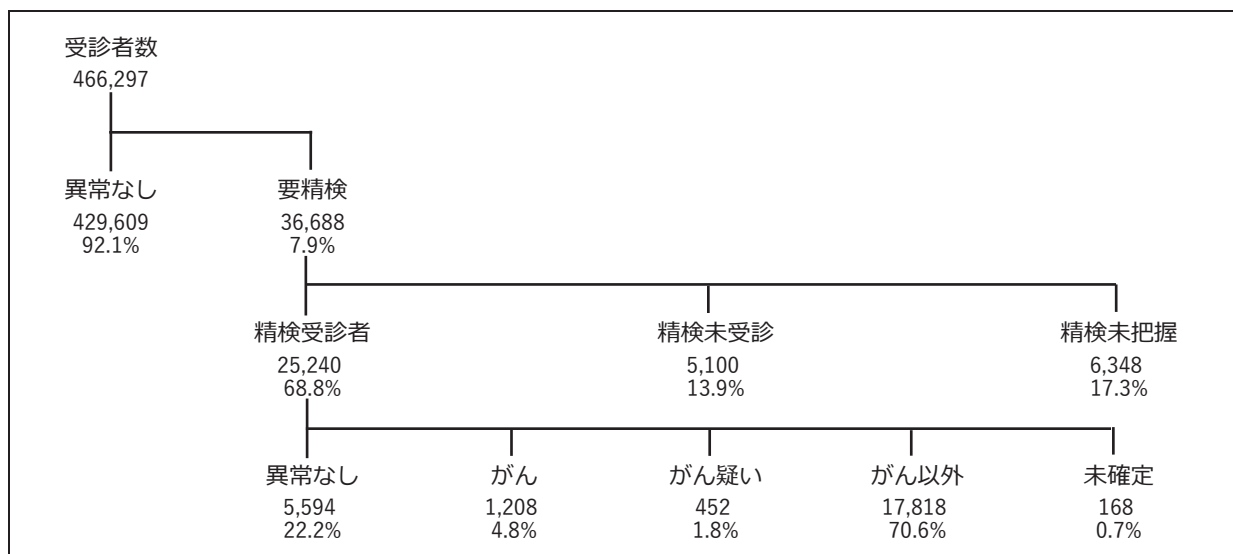 受診者数
466,297
異常なし
要精検
429,609
36,688
92.1%
7.9%
精検受診者
精検未受診
精検未把握
25,240
5,100
6,348
68.8%
13.9%
17.3%
異常なし
がん
がん疑い
がん以外
未確定
5,594
1,208
452
17,818
168
22.2%
4.8%
1.8%
70.6%
0.7%